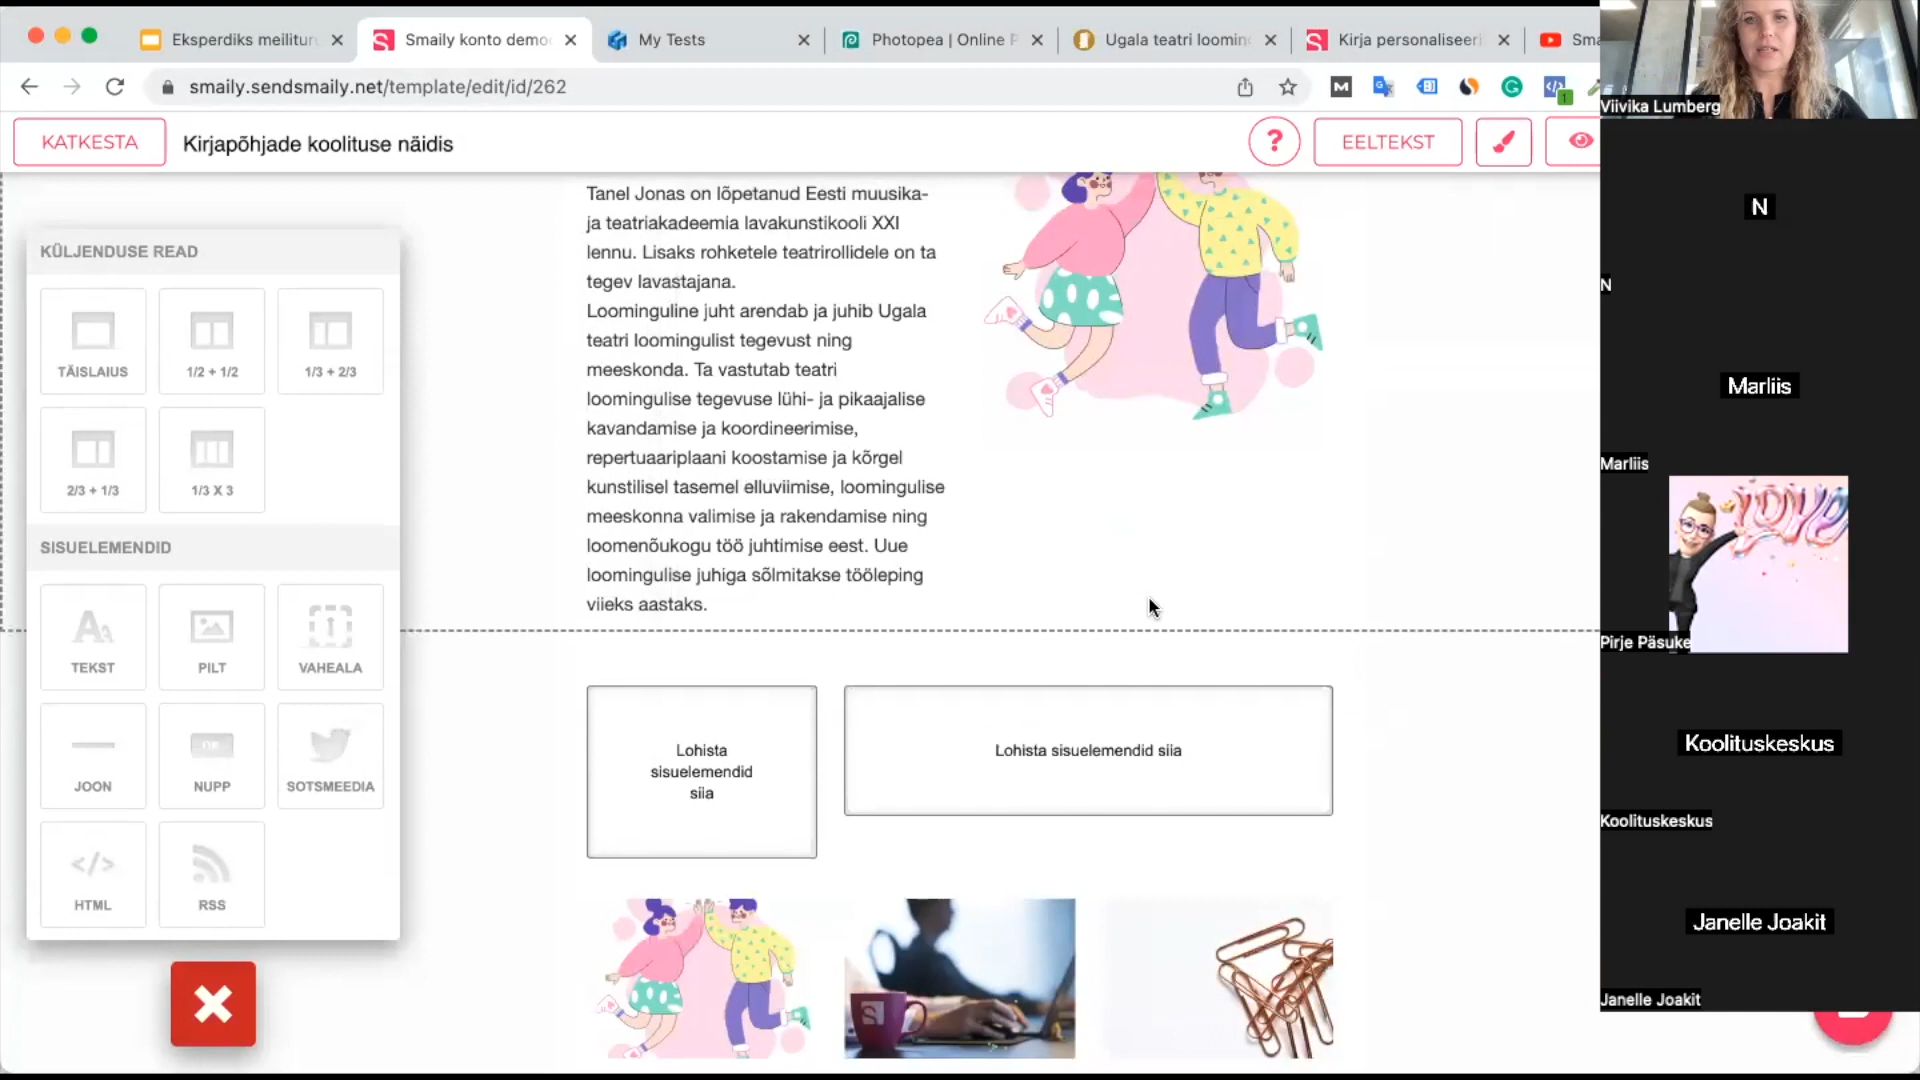 Eksperdiks meilitur
Smaily konto demo
My Tests
Photopea | Online P
Ugala teatri loomin
Kirja personaliseeri
Sma
smaily.sendsmaily.net/template/edit/id/262
KATKESTA
Kirjapõhjade koolituse näidis
?
EELTEKST
KÜLJENDUSE READ
TÄISLAIUS
1/2 + 1/2
1/3 + 2/3
2/3 + 1/3
1/3 X 3
SISUELEMENDID
TEKST
PILT
VAHEALA
JOON
NUPP
SOTSMEEDIA
HTML
RSS
Tanel Jonas on lõpetanud Eesti muusika-
ja teatriakadeemia lavakunstikooli XXI
lennu. Lisaks rohketele teatrirollidele on ta
tegev lavastajana.
Loominguline juht arendab ja juhib Ugala
teatri loomingulist tegevust ning
meeskonda. Ta vastutab teatri
loomingulise tegevuse lühi- ja pikaajalise
kavandamise ja koordineerimise,
repertuaariplaani koostamise ja kõrgel
kunstilisel tasemel elluviimise, loomingulise
meeskonna valimise ja rakendamise ning
loomenõukogu töö juhtimise eest. Uue
loomingulise juhiga sõlmitakse tööleping
viieks aastaks.
Lohista
sisuelemendid
siia
Lohista sisuelemendid siia
Viivika Lumberg
N
N
Marliis
Marliis
Pirje Päsuke
Koolituskeskus
Koolituskeskus
Janelle Joakit
Janelle Joakit